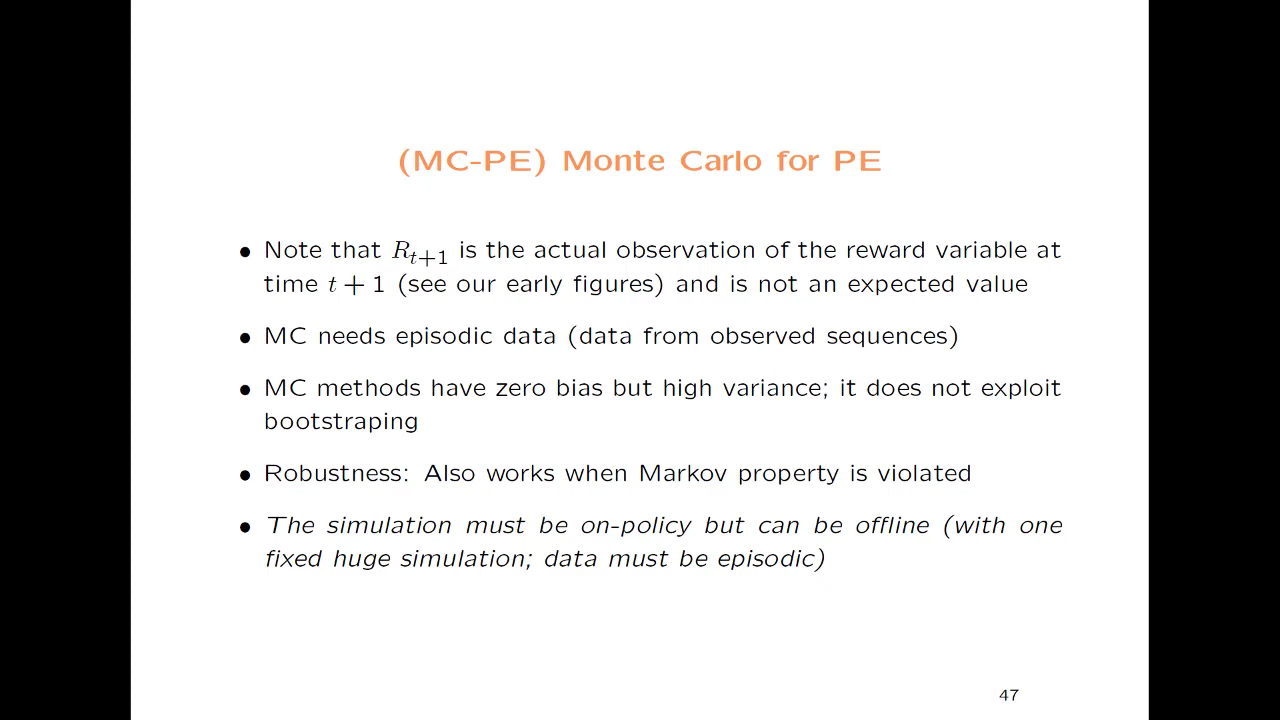 (MC-PE) Monte Carlo for PE
• Note that R_{t+1} is the actual observation of the reward variable at
time t + 1 (see our early figures) and is not an expected value
• MC needs episodic data (data from observed sequences)
• MC methods have zero bias but high variance; it does not exploit
bootstraping
• Robustness: Also works when Markov property is violated
• The simulation must be on-policy but can be offline (with one
fixed huge simulation; data must be episodic)
47